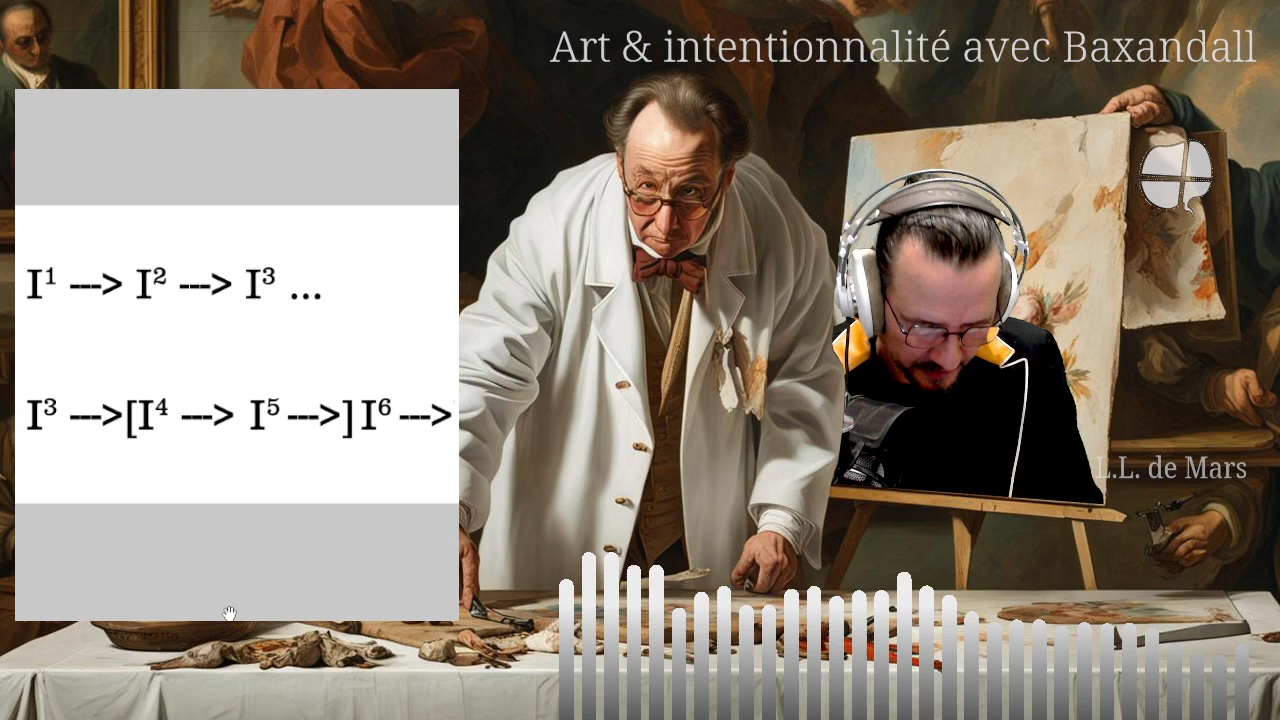 Art & intentionnalité avec Baxandall
I¹ ---> I² ---> I³ ...
I³ --->[I⁴ ---> I⁵ --->] I⁶ --->
L.L. de Mars